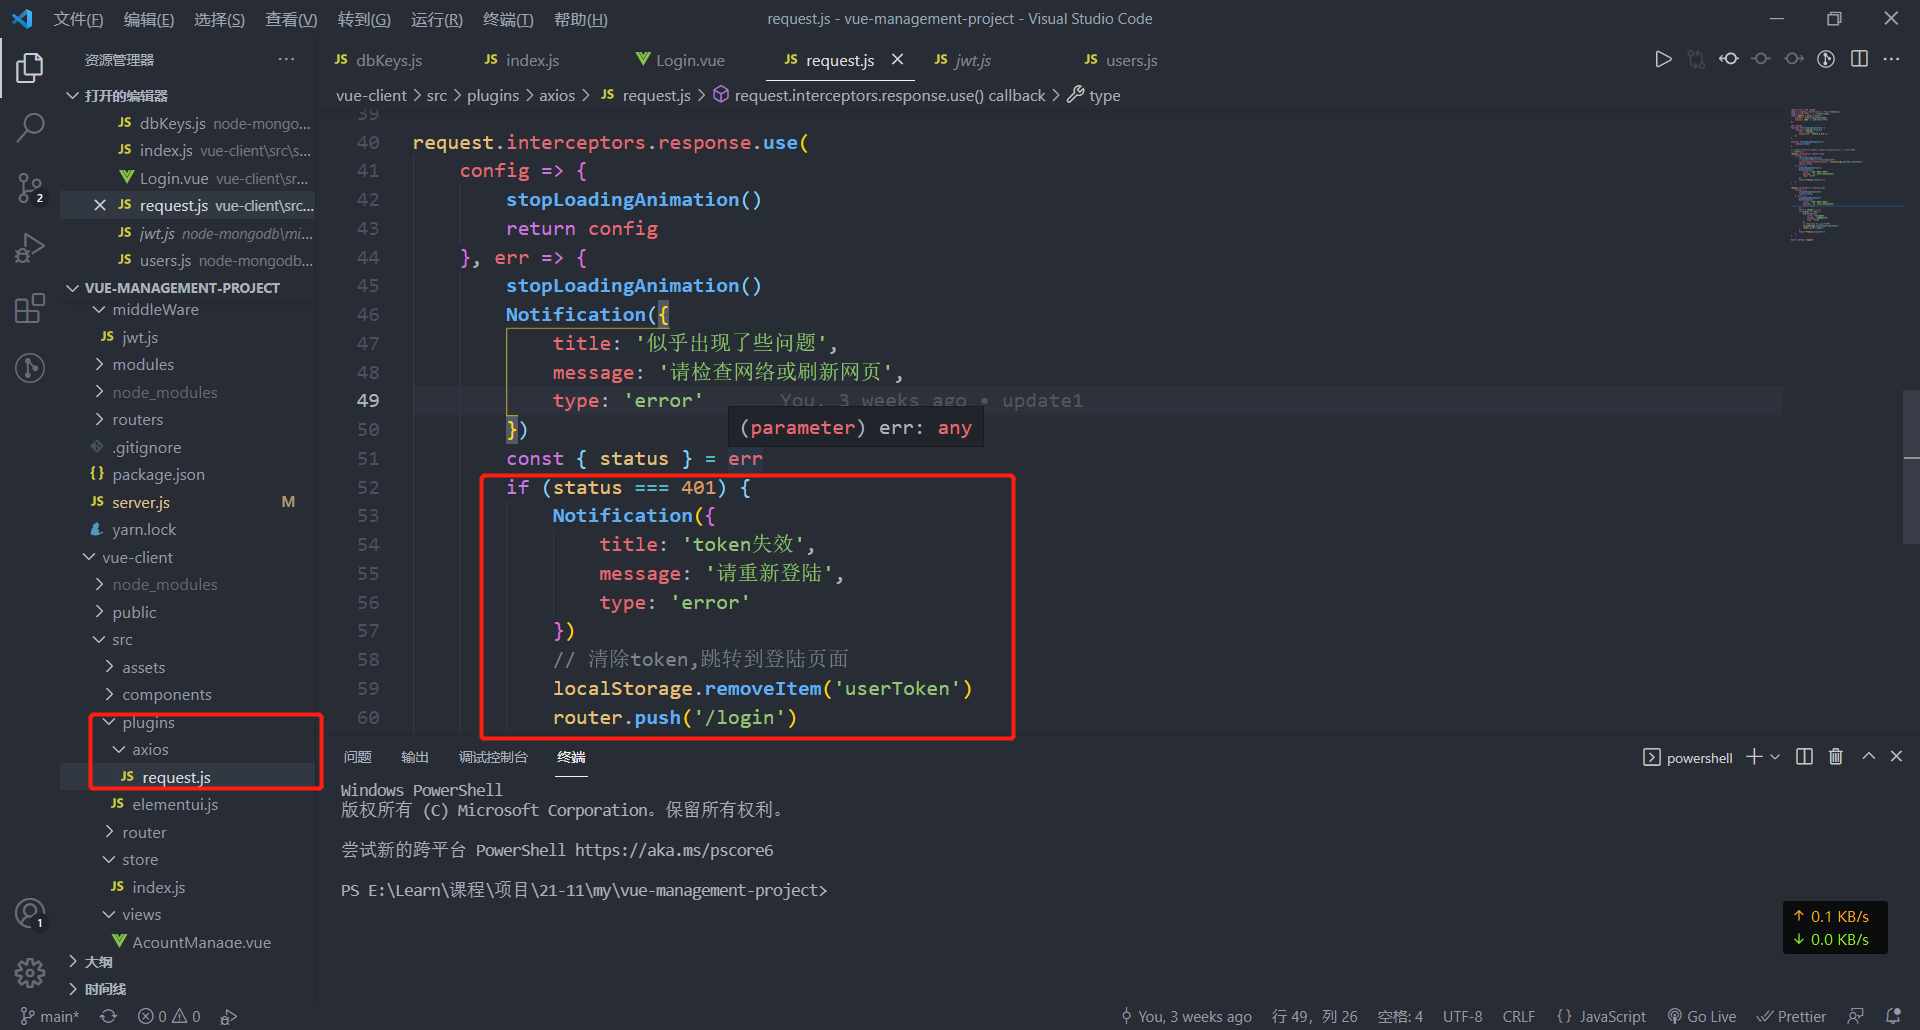 文件(F) 编辑(E) 选择(S) 查看(V) 转到(G) 运行(R) 终端(T) 帮助(H)
request.js - vue-management-project - Visual Studio Code
资源管理器
打开的编辑器
JS dbKeys.js node-mongo...
JS index.js vue-client\src\s...
Login.vue vue-client\sr...
JS request.js vue-client\src...
JS jwt.js node-mongodb\mi...
JS users.js node-mongodb...
VUE-MANAGEMENT-PROJECT
middleWare
JS jwt.js
modules
node_modules
routers
.gitignore
{} package.json
JS server.js M
yarn.lock
vue-client
node_modules
public
src
assets
components
plugins
axios
JS request.js
JS elementui.js
router
store
JS index.js
views
AcountManage.vue
大纲
时间线
2
1
JS dbKeys.js JS index.js Login.vue JS request.js JS jwt.js JS users.js
vue-client > src > plugins > axios > JS request.js > request.interceptors.response.use() callback > type
39
40 request.interceptors.response.use(
41 config => {
42 stopLoadingAnimation()
43 return config
44 }, err => {
45 stopLoadingAnimation()
46 Notification({
47 title: '似乎出现了些问题',
48 message: '请检查网络或刷新网页',
49 type: 'error' You, 3 weeks ago • update1
(parameter) err: any
50 })
51 const { status } = err
52 if (status === 401) {
53 Notification({
54 title: 'token失效',
55 message: '请重新登陆',
56 type: 'error'
57 })
58 // 清除token,跳转到登陆页面
59 localStorage.removeItem('userToken')
60 router.push('/login')
问题 输出 调试控制台 终端
powershell
Windows PowerShell
版权所有 (C) Microsoft Corporation。保留所有权利。
尝试新的跨平台 PowerShell https://aka.ms/pscore6
PS E:\Learn\课程\项目\21-11\my\vue-management-project>
↑ 0.1 KB/s
↓ 0.0 KB/s
main* 0 0 You, 3 weeks ago 行 49, 列 26 空格: 4 UTF-8 CRLF {} JavaScript Go Live Prettier